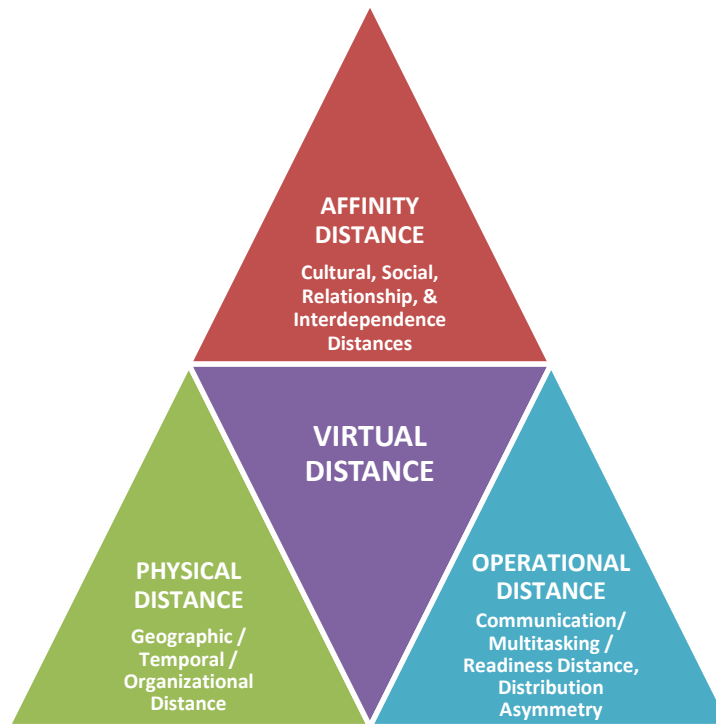 AFFINITY
DISTANCE
Cultural, Social,
Relationship, &
Interdependence
Distances
VIRTUAL
DISTANCE
PHYSICAL
DISTANCE
Geographic /
Temporal /
Organizational
Distance
OPERATIONAL
DISTANCE
Communication/
Multitasking /
Readiness Distance,
Distribution
Asymmetry